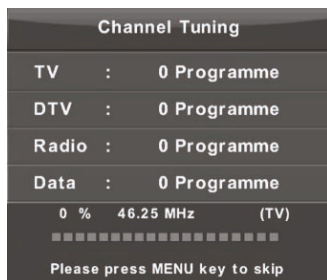 Channel Tuning
TV : 0 Programme
DTV : 0 Programme
Radio : 0 Programme
Data : 0 Programme
0 % 46.25 MHz (TV)
Please press MENU key to skip